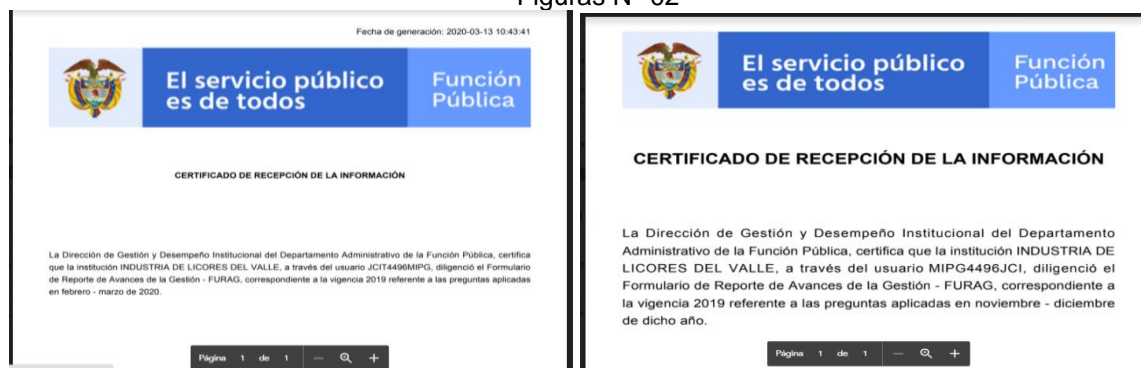 Figuras N° 02
Fecha de generación: 2020-03-13 10:43:41
El servicio público
es de todos
Función
Pública
CERTIFICADO DE RECEPCIÓN DE LA INFORMACIÓN
La Dirección de Gestión y Desempeño Institucional del Departamento Administrativo de la Función Pública, certifica
que la institución INDUSTRIA DE LICORES DEL VALLE, a través del usuario JCIT4496MIPG, diligenció el Formulario
de Reporte de Avances de la Gestión - FURAG, correspondiente a la vigencia 2019 referente a las preguntas aplicadas
en febrero - marzo de 2020.
Página 1 de 1
El servicio público
es de todos
Función
Pública
CERTIFICADO DE RECEPCIÓN DE LA INFORMACIÓN
La Dirección de Gestión y Desempeño Institucional del Departamento
Administrativo de la Función Pública, certifica que la institución INDUSTRIA DE
LICORES DEL VALLE, a través del usuario MIPG4496JCI, diligenció el
Formulario de Reporte de Avances de la Gestión - FURAG, correspondiente a
la vigencia 2019 referente a las preguntas aplicadas en noviembre - diciembre
de dicho año.
Página 1 de 1